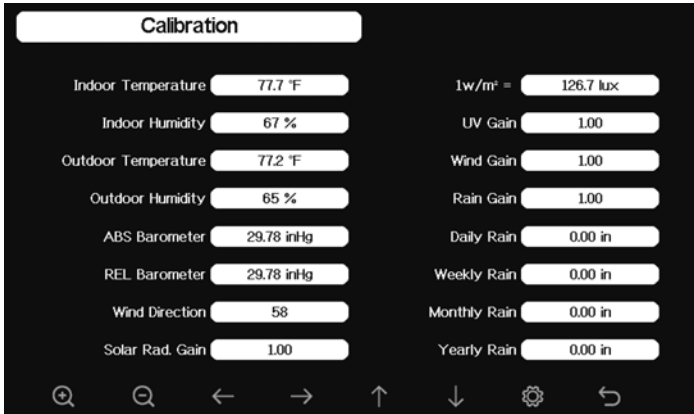 Calibration
Indoor Temperature 77.7 °F
Indoor Humidity 67 %
Outdoor Temperature 77.2 °F
Outdoor Humidity 65 %
ABS Barometer 29.78 inHg
REL Barometer 29.78 inHg
Wind Direction 58
Solar Rad. Gain 1.00
1w/m² = 126.7 lux
UV Gain 1.00
Wind Gain 1.00
Rain Gain 1.00
Daily Rain 0.00 in
Weekly Rain 0.00 in
Monthly Rain 0.00 in
Yearly Rain 0.00 in